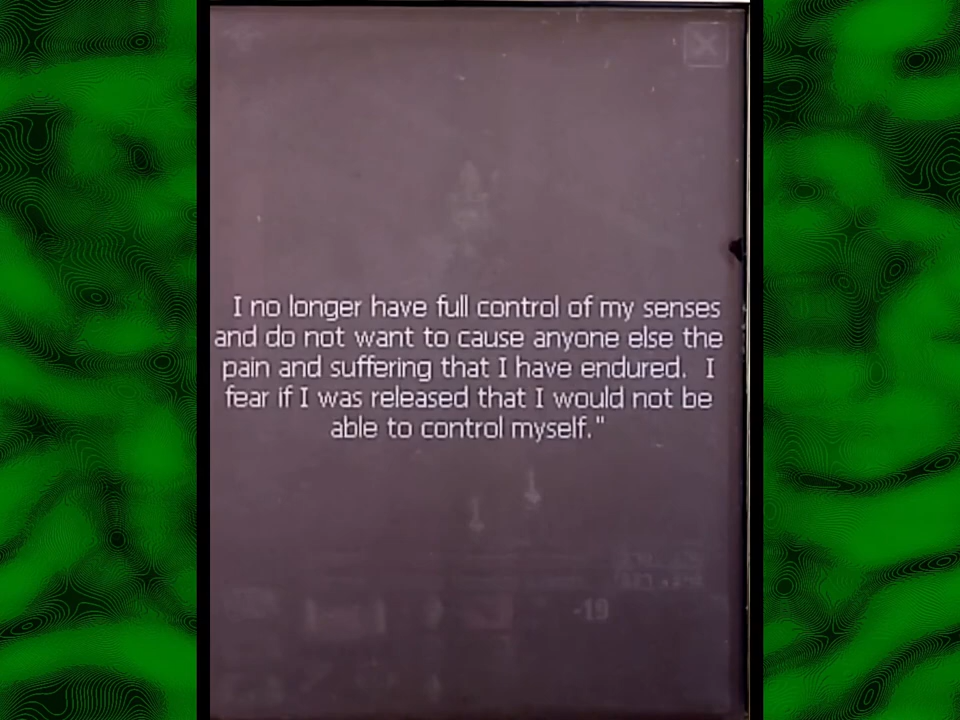 I no longer have full control of my senses
and do not want to cause anyone else the
pain and suffering that I have endured. I
fear if I was released that I would not be
able to control myself."
-19